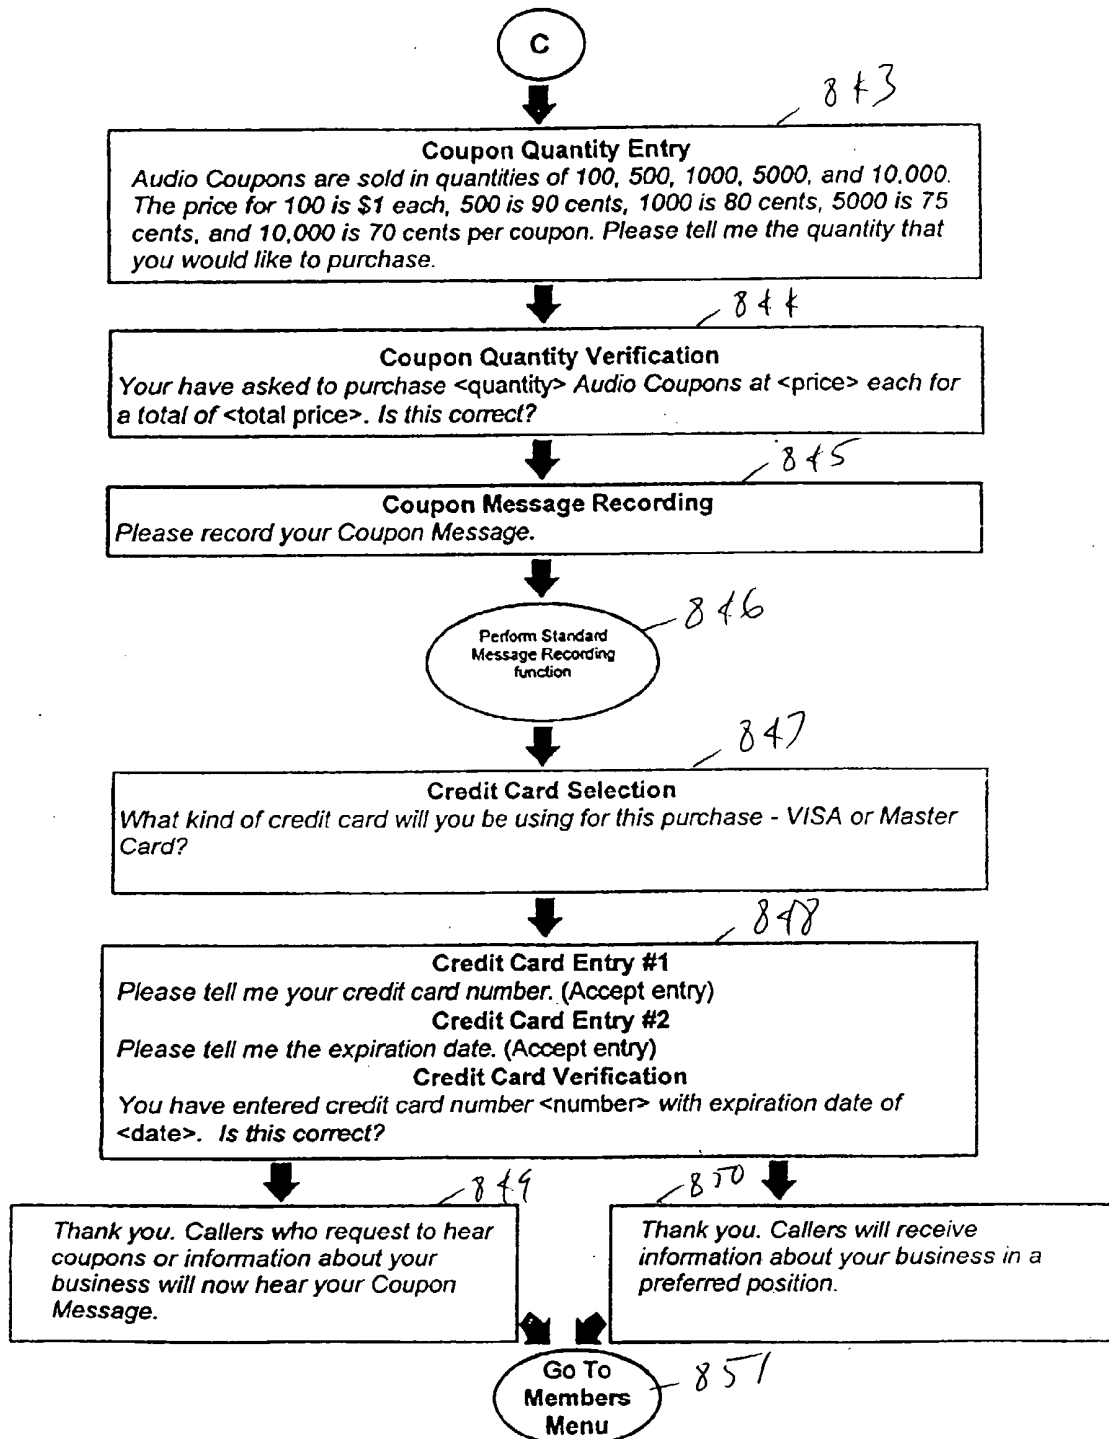 C
843
Coupon Quantity Entry
Audio Coupons are sold in quantities of 100, 500, 1000, 5000, and 10,000.
The price for 100 is $1 each, 500 is 90 cents, 1000 is 80 cents, 5000 is 75
cents, and 10,000 is 70 cents per coupon. Please tell me the quantity that
you would like to purchase.
844
Coupon Quantity Verification
Your have asked to purchase <quantity> Audio Coupons at <price> each for
a total of <total price>. Is this correct?
845
Coupon Message Recording
Please record your Coupon Message.
846
Perform Standard
Message Recording
function
847
Credit Card Selection
What kind of credit card will you be using for this purchase - VISA or Master
Card?
848
Credit Card Entry #1
Please tell me your credit card number. (Accept entry)
Credit Card Entry #2
Please tell me the expiration date. (Accept entry)
Credit Card Verification
You have entered credit card number <number> with expiration date of
<date>. Is this correct?
849
Thank you. Callers who request to hear
coupons or information about your
business will now hear your Coupon
Message.
850
Thank you. Callers will receive
information about your business in a
preferred position.
Go To
Members
Menu
851